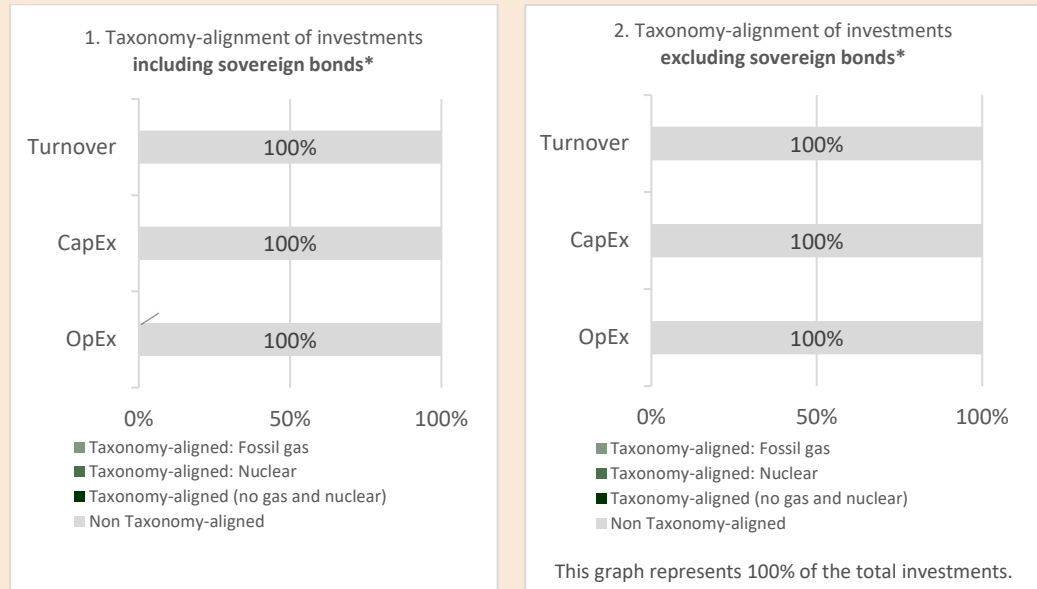 1. Taxonomy-alignment of investments
including sovereign bonds*
Turnover
100%
CapEx
100%
OpEx
100%
0%
50%
100%
Taxonomy-aligned: Fossil gas
Taxonomy-aligned: Nuclear
Taxonomy-aligned (no gas and nuclear)
Non Taxonomy-aligned
2. Taxonomy-alignment of investments
excluding sovereign bonds*
Turnover
100%
CapEx
100%
OpEx
100%
0%
50%
100%
Taxonomy-aligned: Fossil gas
Taxonomy-aligned: Nuclear
Taxonomy-aligned (no gas and nuclear)
Non Taxonomy-aligned
This graph represents 100% of the total investments.